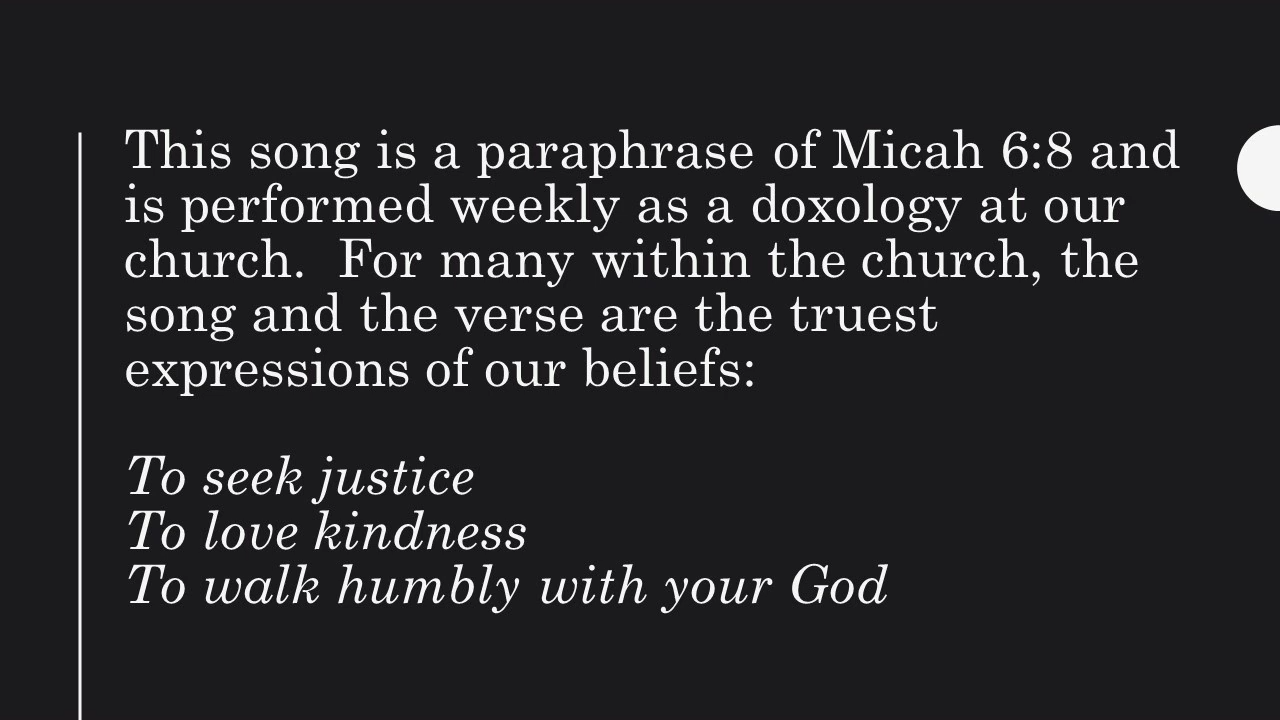 This song is a paraphrase of Micah 6:8 and
is performed weekly as a doxology at our
church.  For many within the church, the
song and the verse are the truest
expressions of our beliefs:
To seek justice
To love kindness
To walk humbly with your God